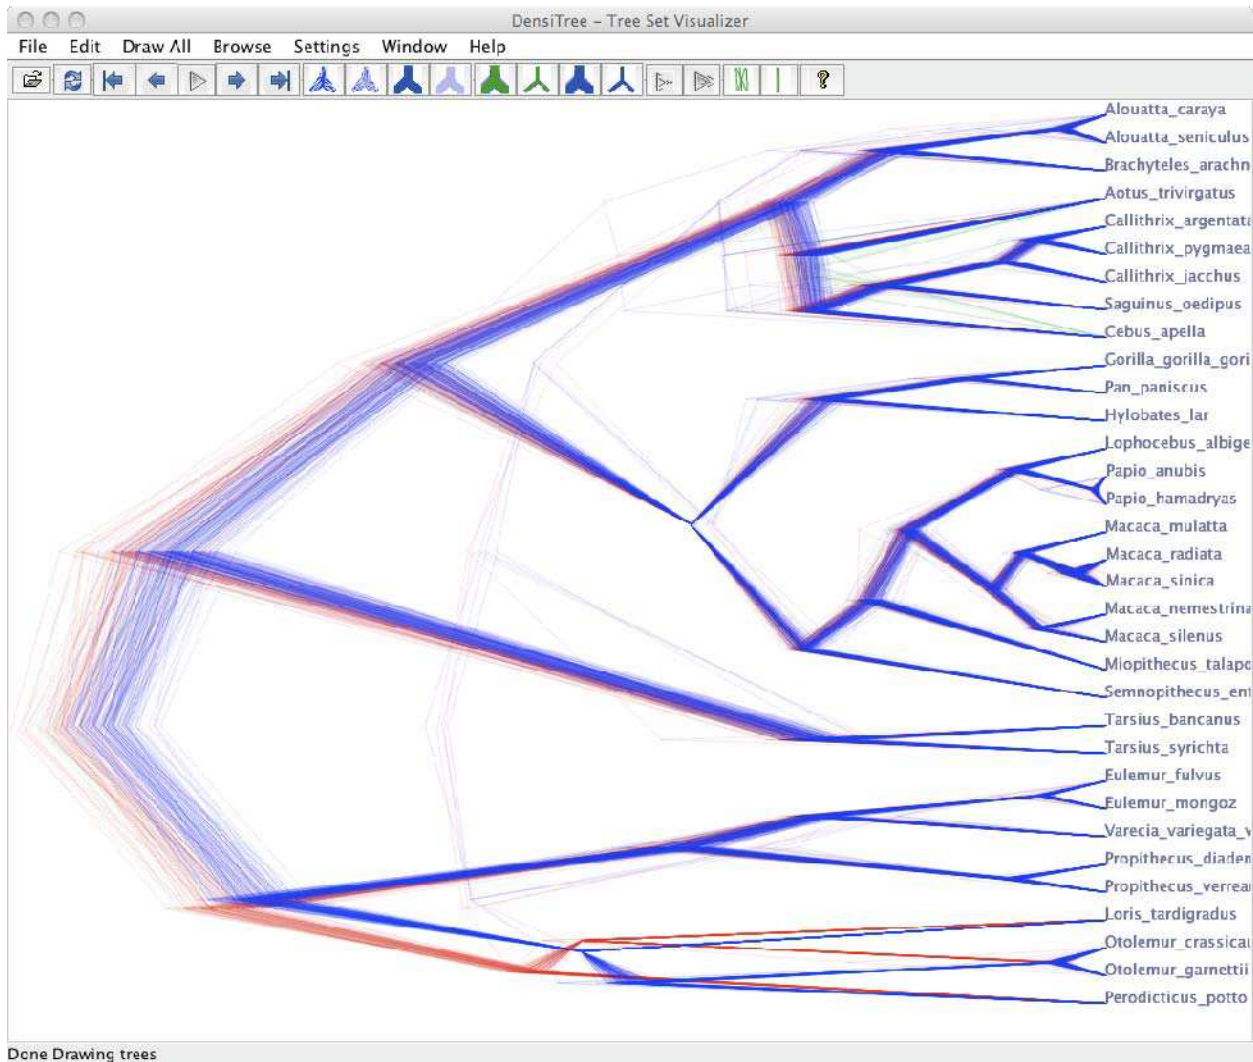 DensiTree – Tree Set Visualizer
File Edit Draw All Browse Settings Window Help
?
Alouatta_caraya
Alouatta_seniculus
Brachyteles_arachn
Aotus_trivirgatus
Callithrix_argentata
Callithrix_pygmaea
Callithrix_jacchus
Saguinus_oedipus
Cebus_apella
Gorilla_gorilla_gori
Pan_paniscus
Hylobates_lar
Lophocebus_albige
Papio_anubis
Papio_hamadryas
Macaca_mulatta
Macaca_radiata
Macaca_sinica
Macaca_nemestrina
Macaca_silenus
Miopithecus_talapo
Semnopithecus_ent
Tarsius_bancanus
Tarsius_syrichta
Eulemur_fulvus
Eulemur_mongoz
Varecia_variegata_v
Propithecus_diaden
Propithecus_verrea
Loris_tardigradus
Otolemur_crassicau
Otolemur_garnettii
Perodicticus_potto
Done Drawing trees